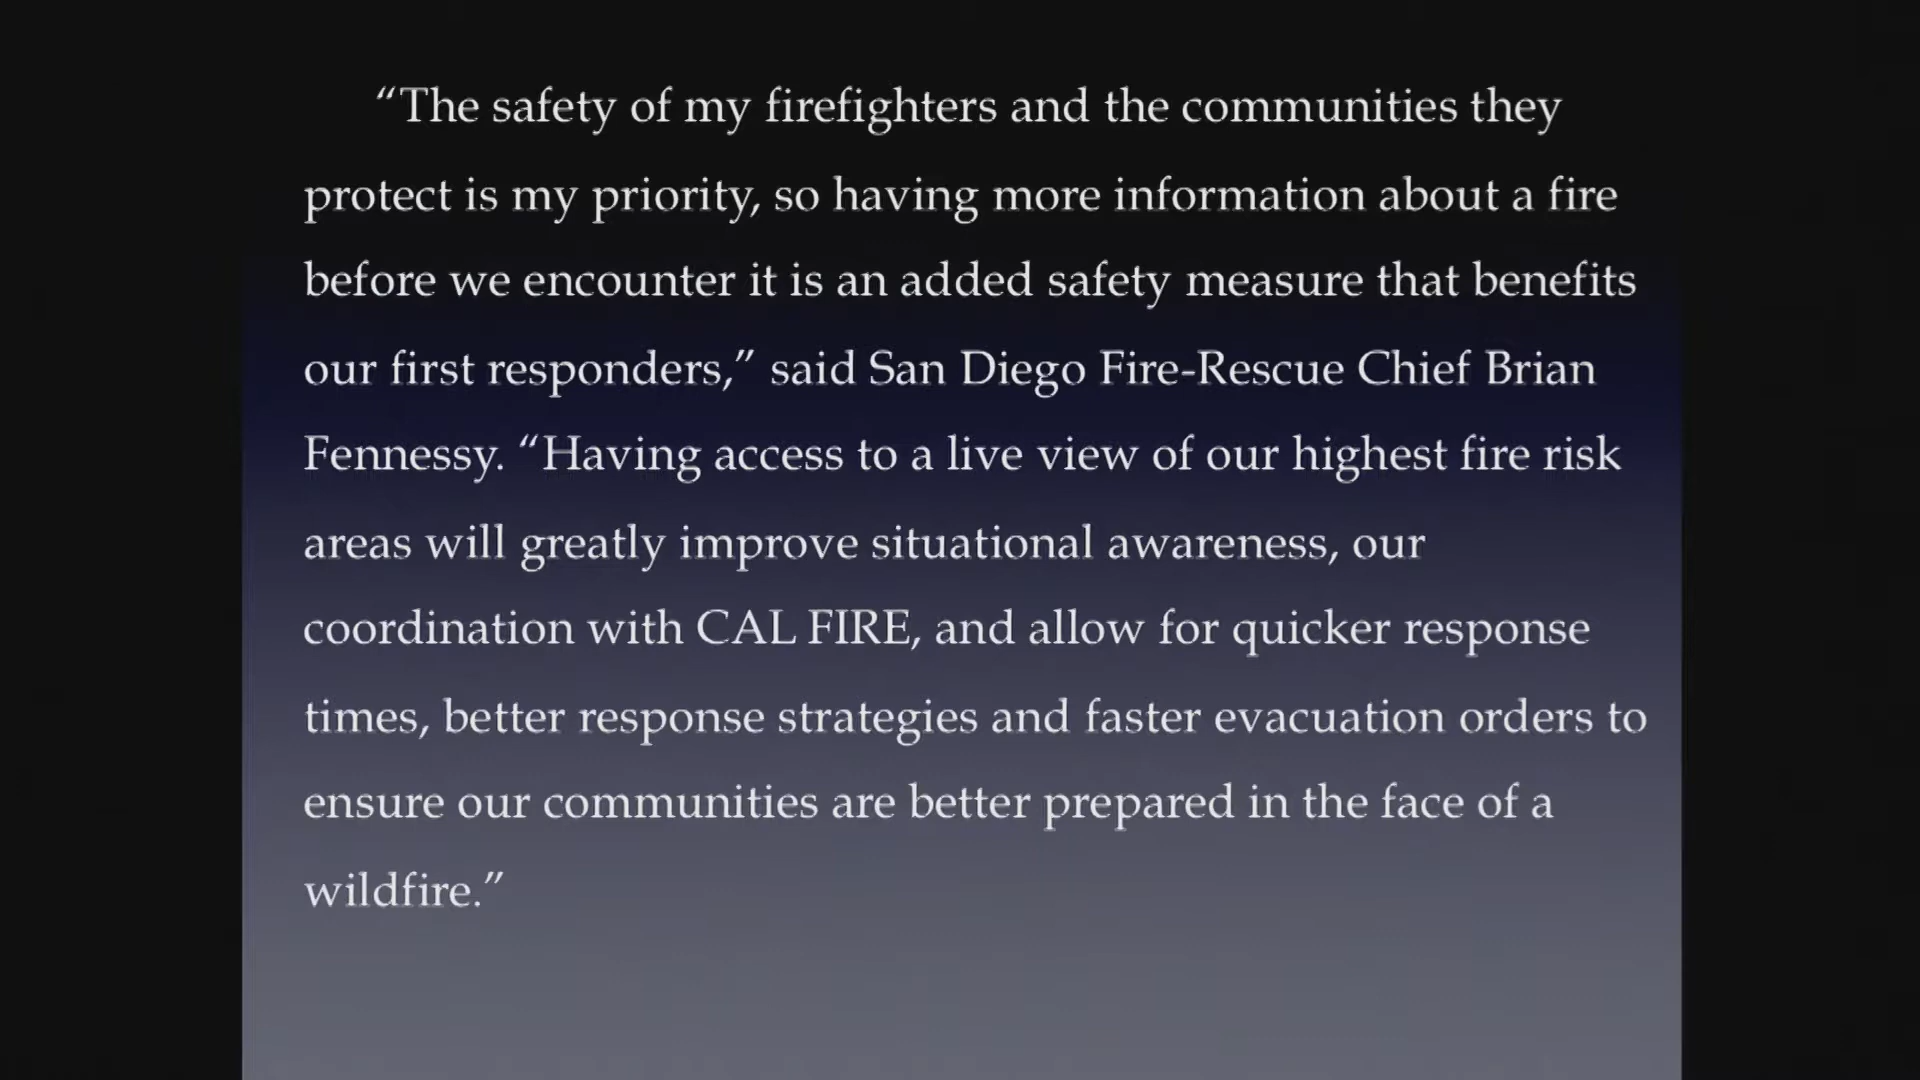 “The safety of my firefighters and the communities they
protect is my priority, so having more information about a fire
before we encounter it is an added safety measure that benefits
our first responders,” said San Diego Fire-Rescue Chief Brian
Fennessy. “Having access to a live view of our highest fire risk
areas will greatly improve situational awareness, our
coordination with CAL FIRE, and allow for quicker response
times, better response strategies and faster evacuation orders to
ensure our communities are better prepared in the face of a
wildfire.”